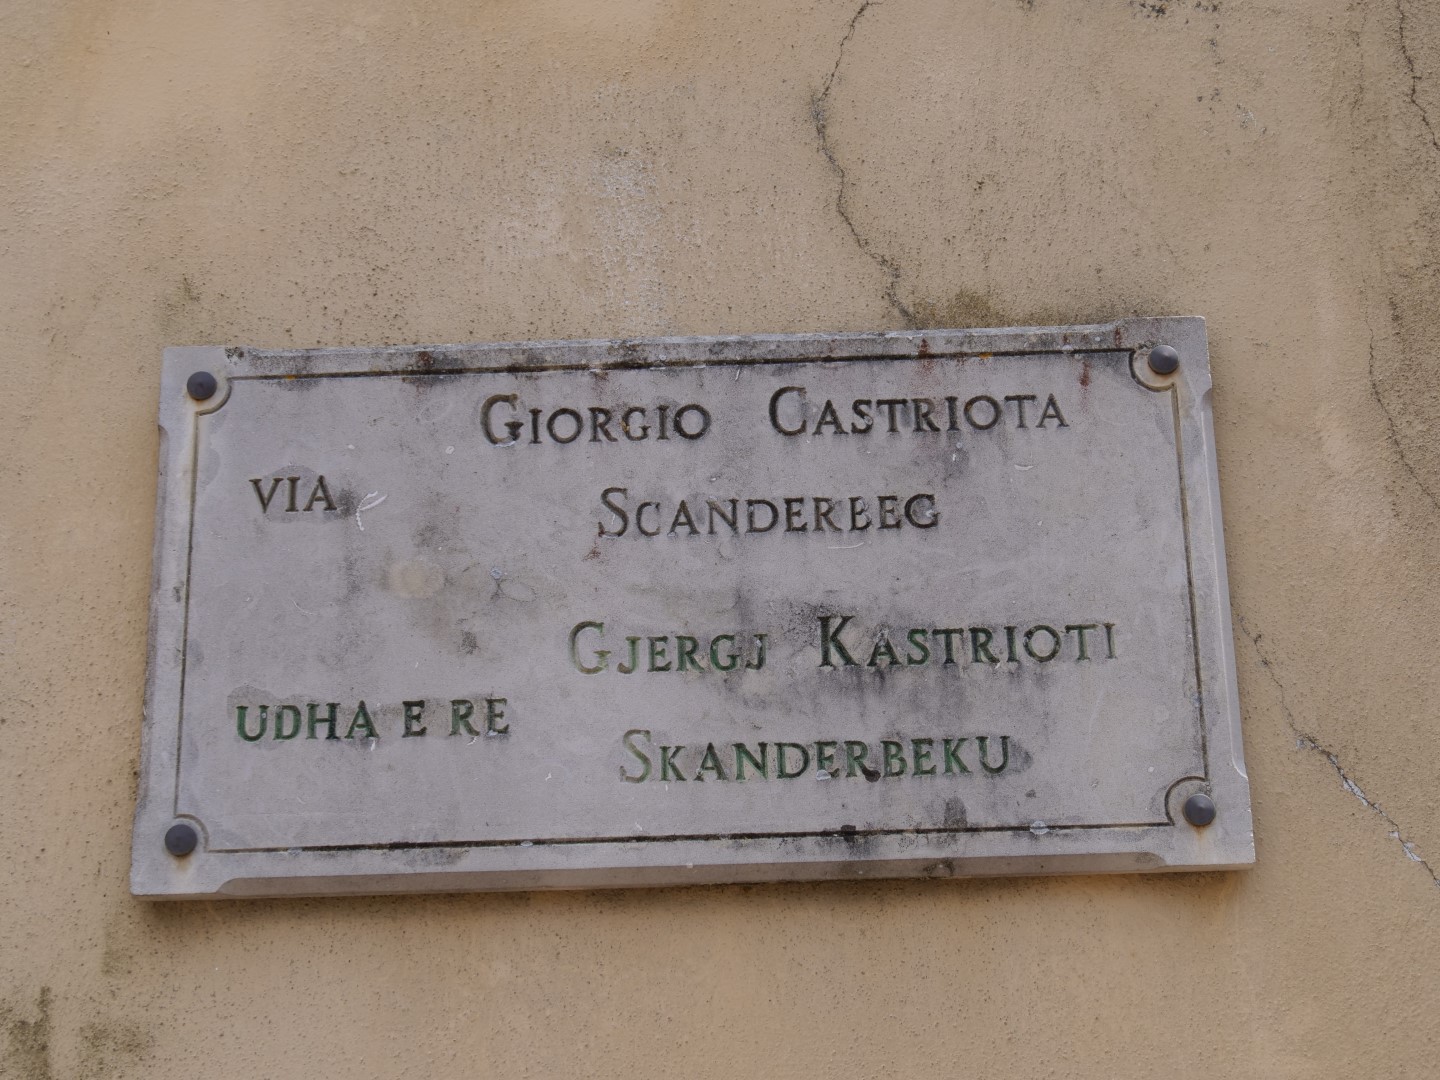 GIORGIO CASTRIOTA
VIA SCANDERBEG
GJERGJ KASTRIOTI
UDHA E RE SKANDERBEKU